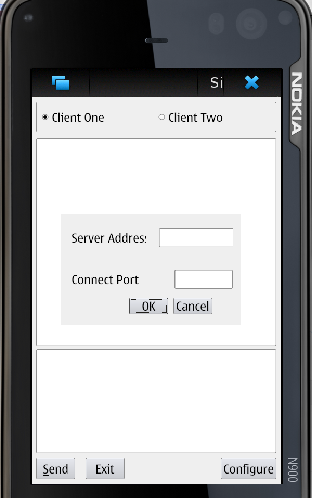 Si
NOKIA
Client One
Client Two
Server Addres:
Connect Port
OK
Cancel
Send
Exit
Configure
N900